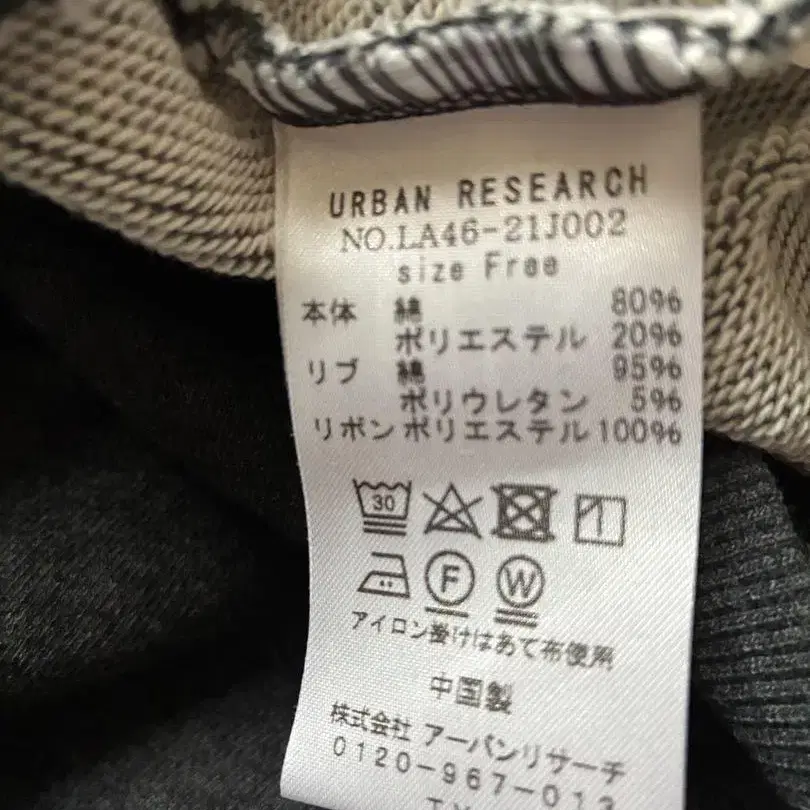 URBAN RESEARCH
NO.LA46-21J002
size Free
本体 綿 80%
ポリエステル 20%
リブ 綿 95%
ポリウレタン 5%
リボン ポリエステル 100%
30
F W
アイロン掛けはあて布使用
中国製
株式会社 アーバンリサーチ
0120-967-013